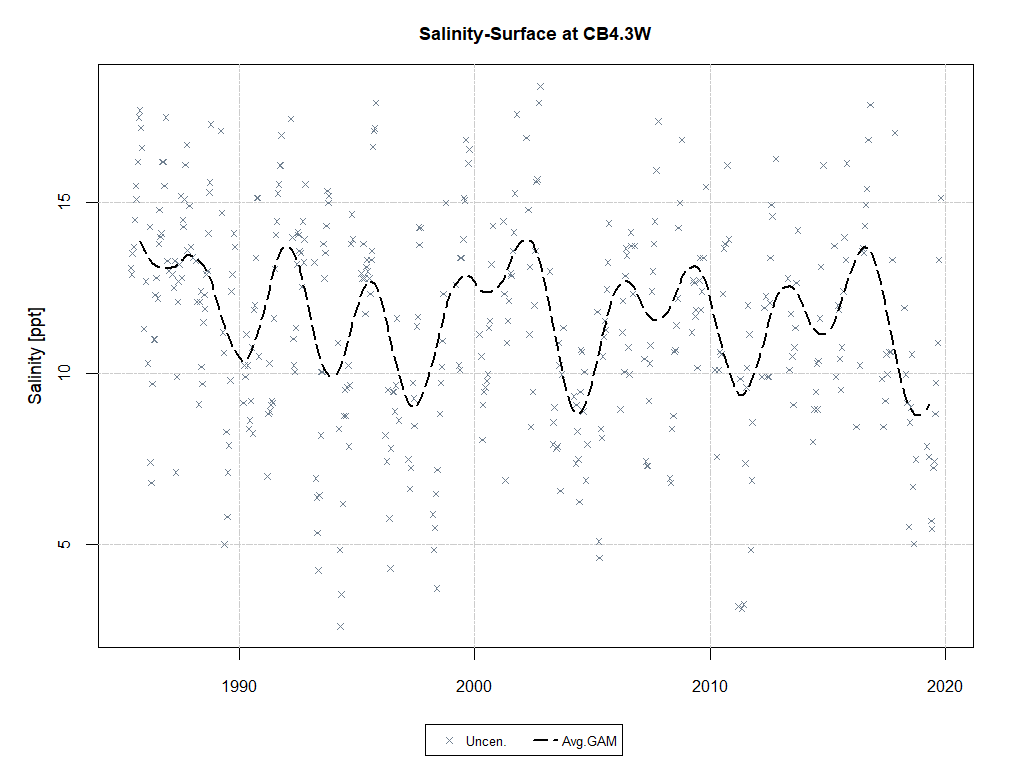 Salinity-Surface at CB4.3W
Salinity [ppt]
15
10
5
1990 2000 2010 2020
Uncen. Avg.GAM